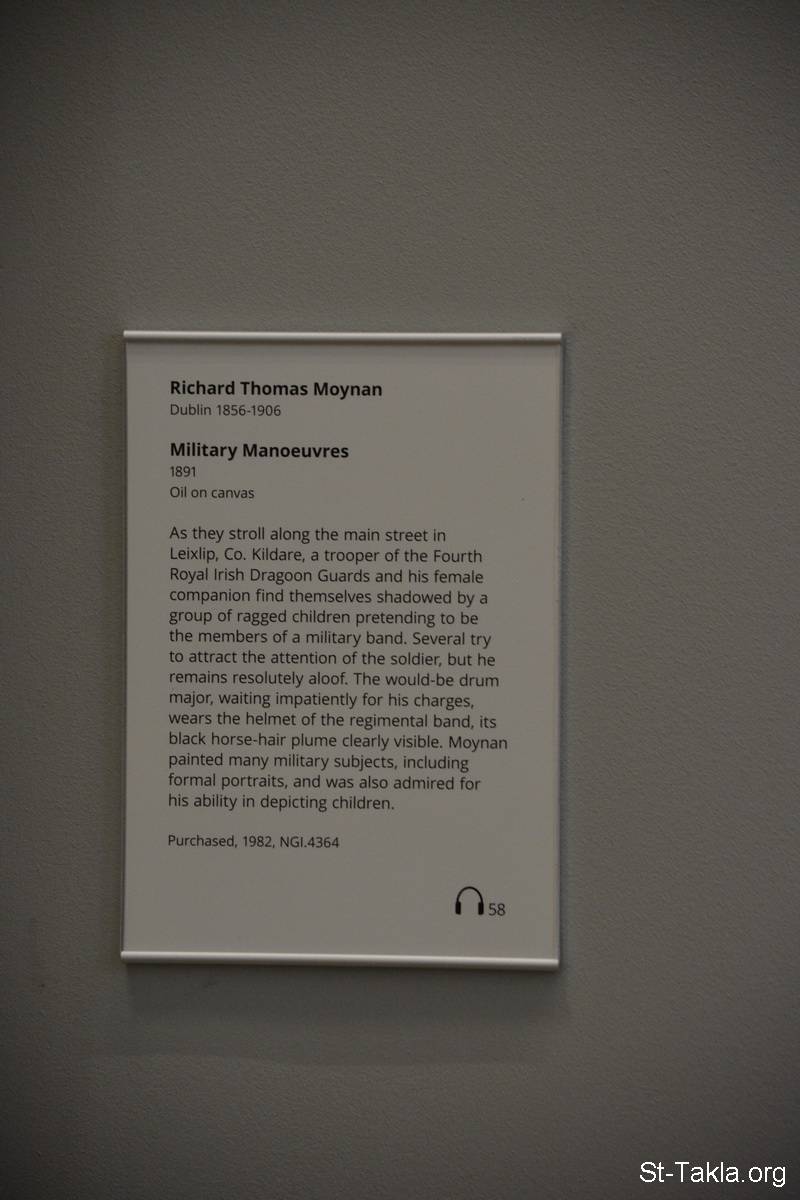 Richard Thomas Moynan
Dublin 1856-1906
Military Manoeuvres
1891
Oil on canvas
As they stroll along the main street in
Leixlip, Co. Kildare, a trooper of the Fourth
Royal Irish Dragoon Guards and his female
companion find themselves shadowed by a
group of ragged children pretending to be
the members of a military band. Several try
to attract the attention of the soldier, but he
remains resolutely aloof. The would-be drum
major, waiting impatiently for his charges,
wears the helmet of the regimental band, its
black horse-hair plume clearly visible. Moynan
painted many military subjects, including
formal portraits, and was also admired for
his ability in depicting children.
Purchased, 1982, NGI.4364
58
St-Takla.org